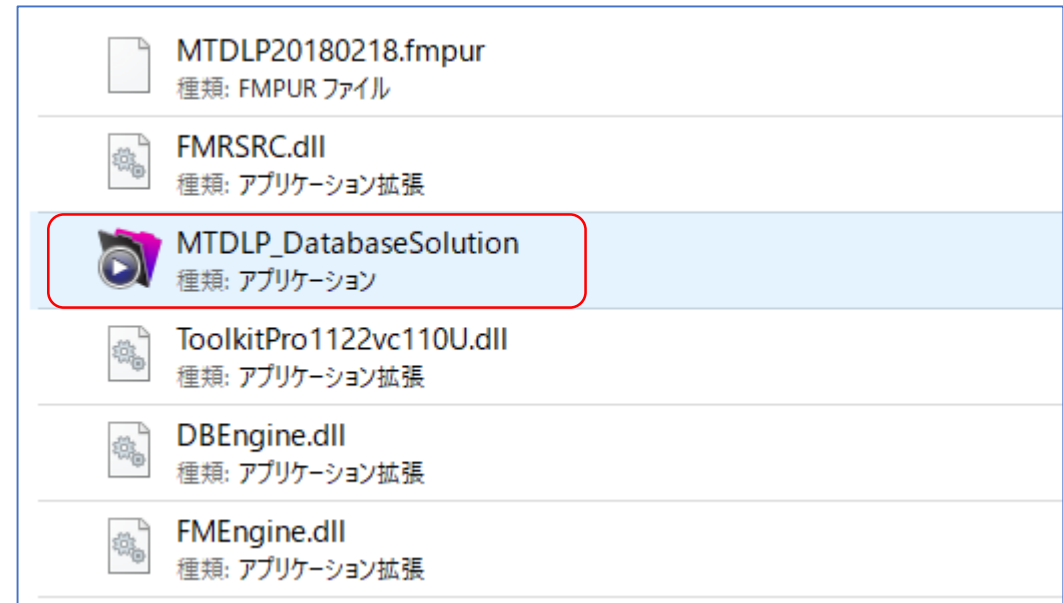 MTDLP20180218.fmpur
種類: FMPUR ファイル
FMRSRC.dll
種類: アプリケーション拡張
MTDLP_DatabaseSolution
種類: アプリケーション
ToolkitPro1122vc110U.dll
種類: アプリケーション拡張
DBEngine.dll
種類: アプリケーション拡張
FMEngine.dll
種類: アプリケーション拡張